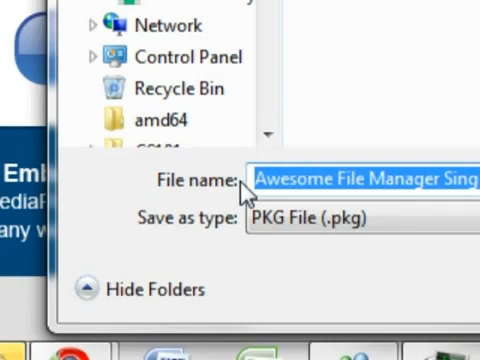 Network
Control Panel
Recycle Bin
amd64
File name: Awesome File Manager Sing
Save as type: PKG File (.pkg)
Hide Folders
Emb
any w